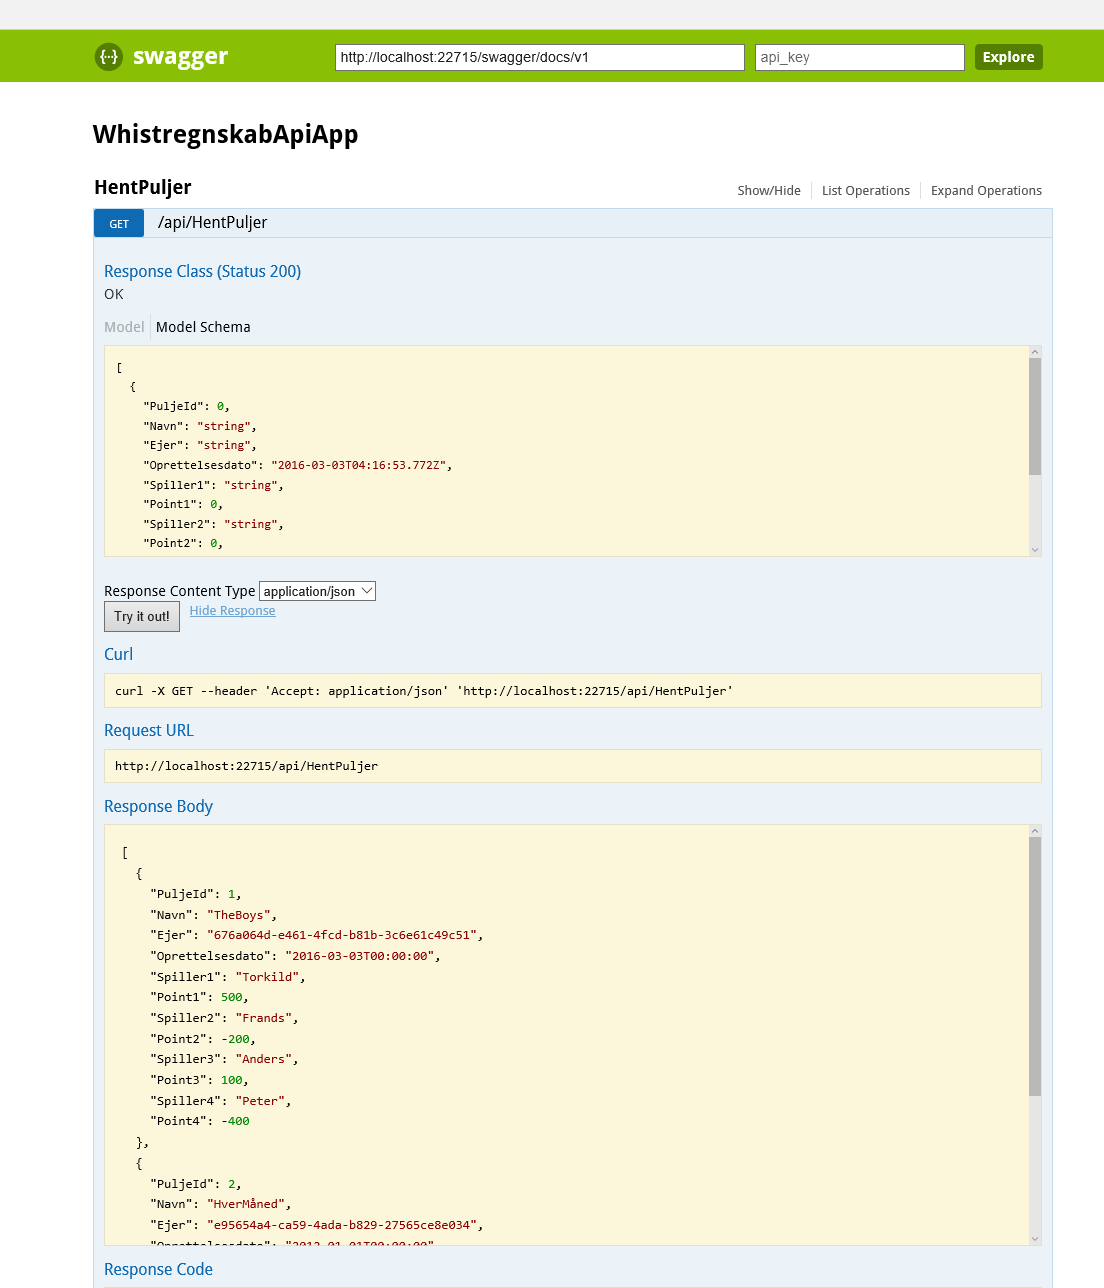 {··} swagger http://localhost:22715/swagger/docs/v1 api_key Explore
WhistregnskabApiApp
HentPuljer Show/Hide List Operations Expand Operations
GET /api/HentPuljer
Response Class (Status 200)
OK
Model Model Schema
[
{
"PuljeId": 0,
"Navn": "string",
"Ejer": "string",
"Oprettelsesdato": "2016-03-03T04:16:53.772Z",
"Spiller1": "string",
"Point1": 0,
"Spiller2": "string",
"Point2": 0,
Response Content Type application/json
Try it out! Hide Response
Curl
curl -X GET --header 'Accept: application/json' 'http://localhost:22715/api/HentPuljer'
Request URL
http://localhost:22715/api/HentPuljer
Response Body
[
{
"PuljeId": 1,
"Navn": "TheBoys",
"Ejer": "676a064d-e461-4fcd-b81b-3c6e61c49c51",
"Oprettelsesdato": "2016-03-03T00:00:00",
"Spiller1": "Torkild",
"Point1": 500,
"Spiller2": "Frands",
"Point2": -200,
"Spiller3": "Anders",
"Point3": 100,
"Spiller4": "Peter",
"Point4": -400
},
{
"PuljeId": 2,
"Navn": "HverMåned",
"Ejer": "e95654a4-ca59-4ada-b829-27565ce8e034",
"Oprettelsesdato": "2012-01-01T00:00:00"
Response Code